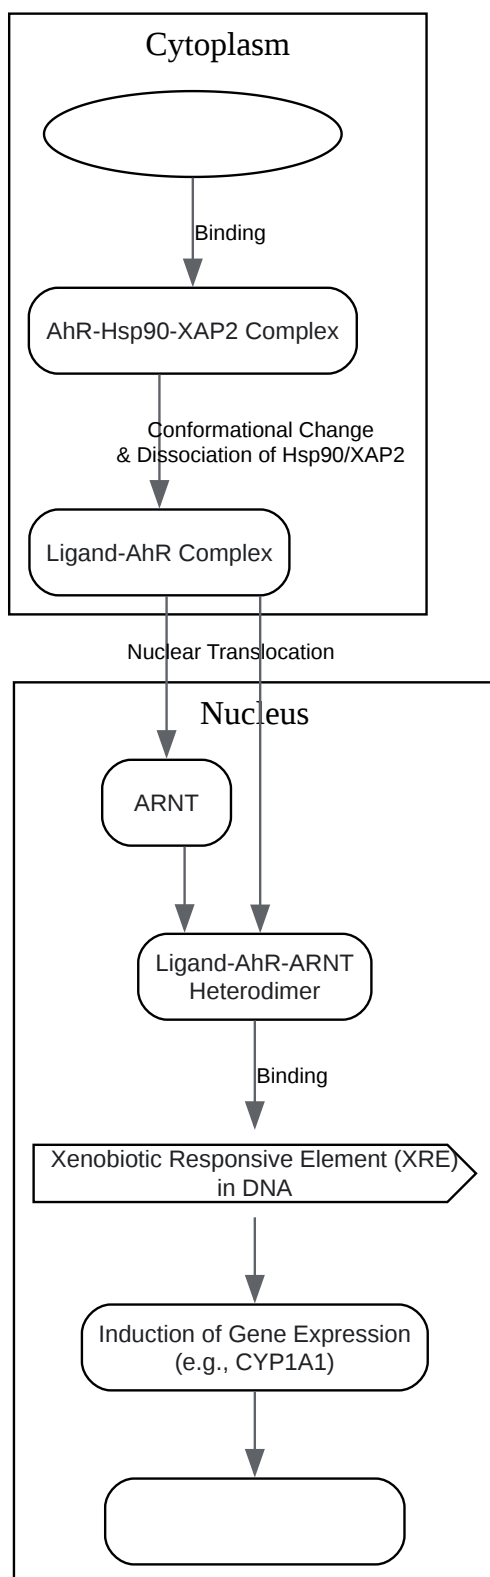 Cytoplasm
Binding
AhR-Hsp90-XAP2 Complex
Conformational Change
& Dissociation of Hsp90/XAP2
Ligand-AhR Complex
Nuclear Translocation
Nucleus
ARNT
Ligand-AhR-ARNT
Heterodimer
Binding
Xenobiotic Responsive Element (XRE)
in DNA
Induction of Gene Expression
(e.g., CYP1A1)